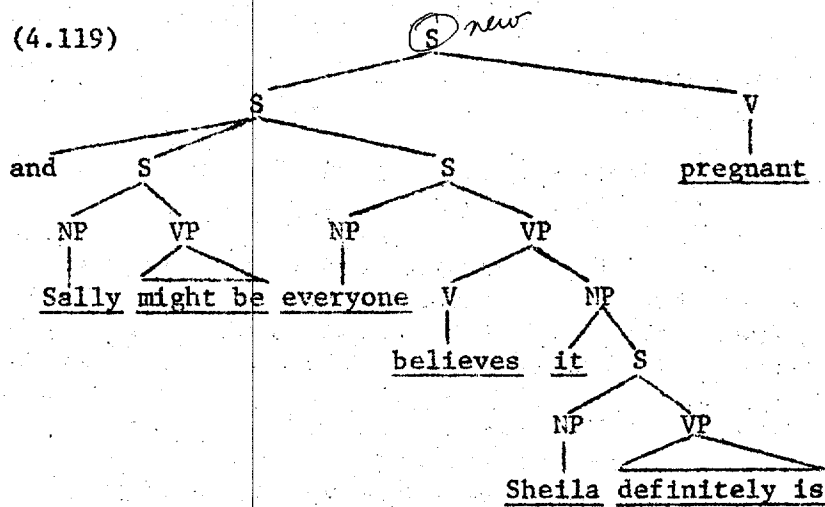 (4.119) S new
S V
and S S pregnant
NP VP NP VP
Sally might be everyone V NP
believes it S
NP VP
Sheila definitely is